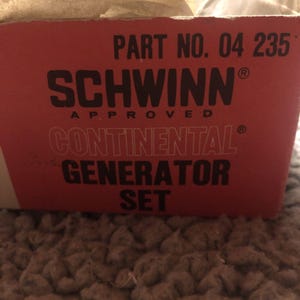 PART NO. 04 235
SCHWINN®
APPROVED
CONTINENTAL®
GENERATOR
SET